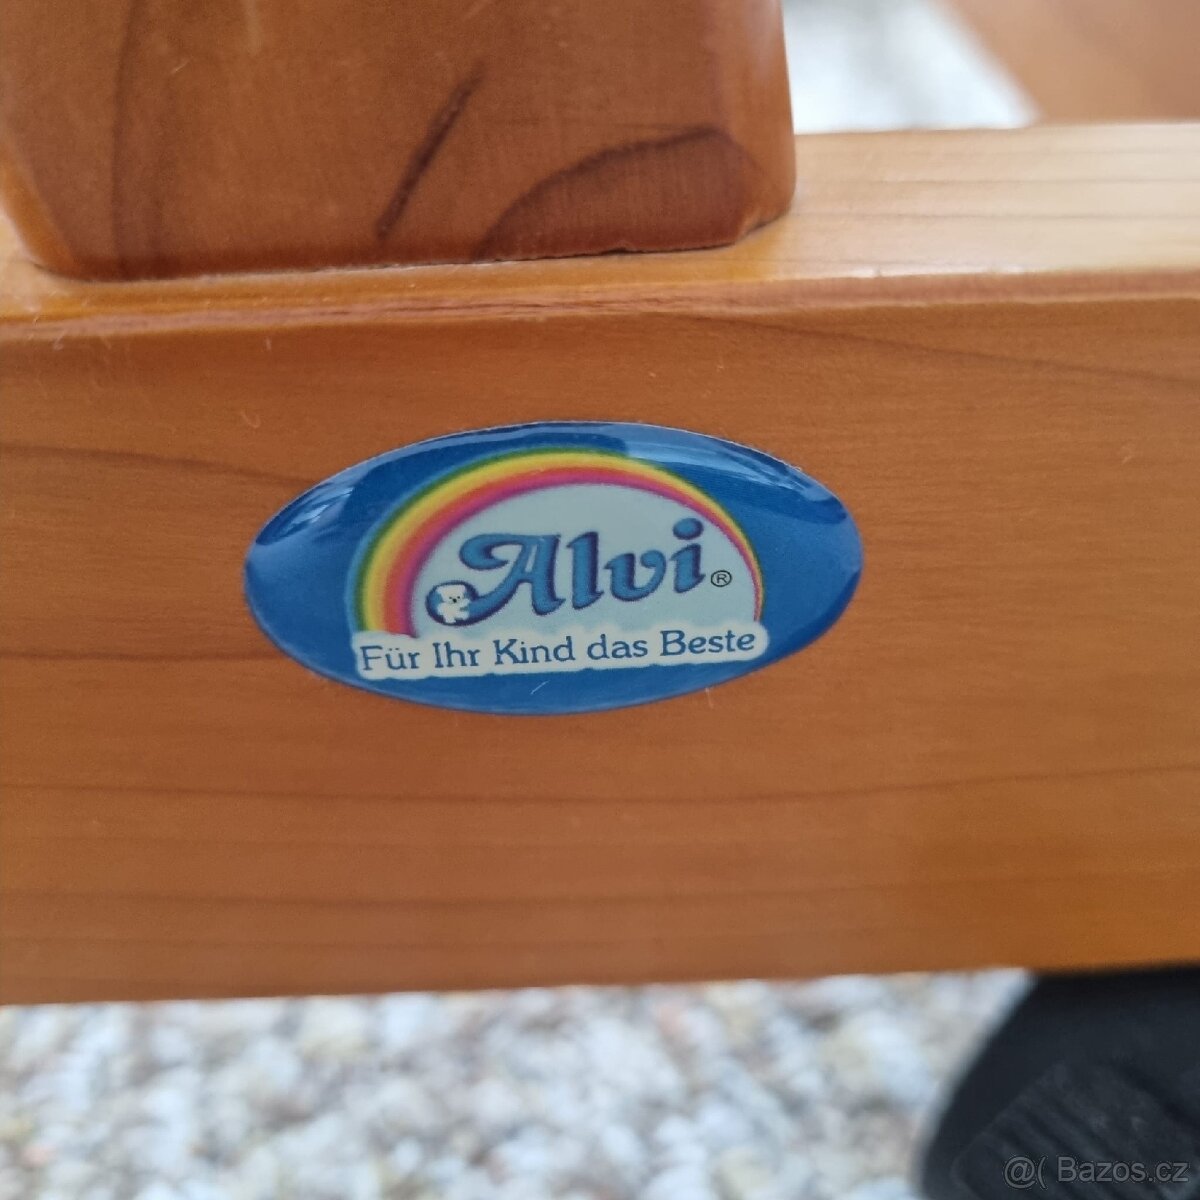 Alvi®
Für Ihr Kind das Beste
@( Bazos.cz